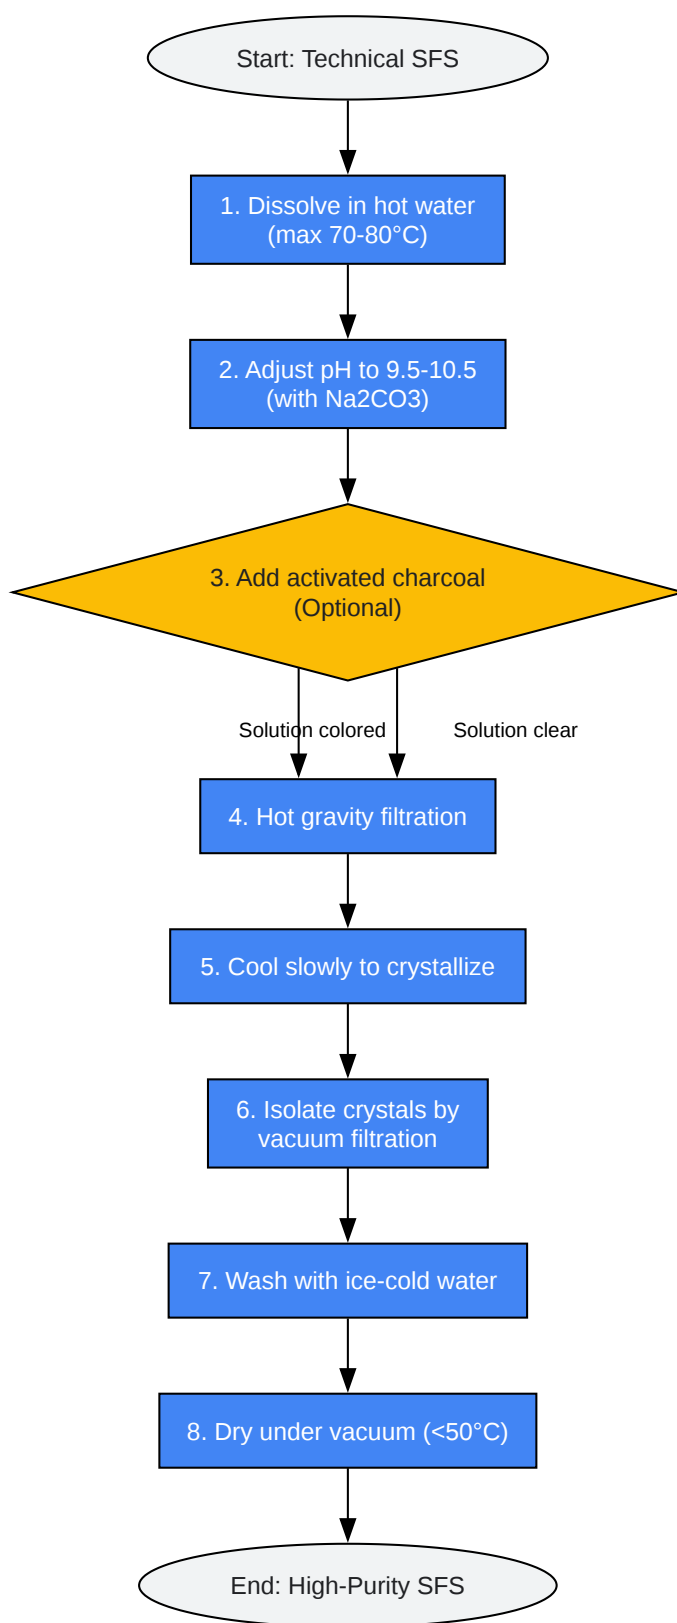 Start: Technical SFS
1. Dissolve in hot water
(max 70-80°C)
2. Adjust pH to 9.5-10.5
(with Na2CO3)
3. Add activated charcoal
(Optional)
Solution colored
Solution clear
4. Hot gravity filtration
5. Cool slowly to crystallize
6. Isolate crystals by
vacuum filtration
7. Wash with ice-cold water
8. Dry under vacuum (<50°C)
End: High-Purity SFS